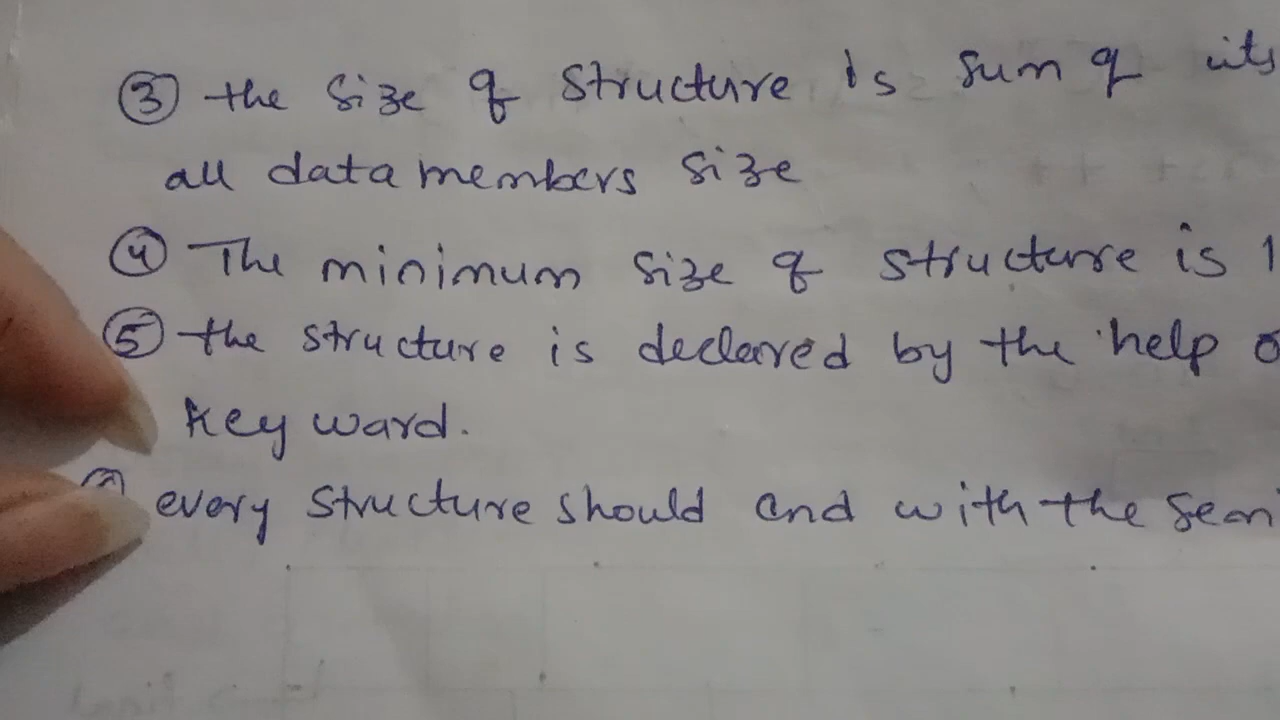 ③ the size of structure is sum of its
all data members size
④ The minimum size of structure is 1
⑤ the structure is declared by the help
key ward.
every structure should end with the